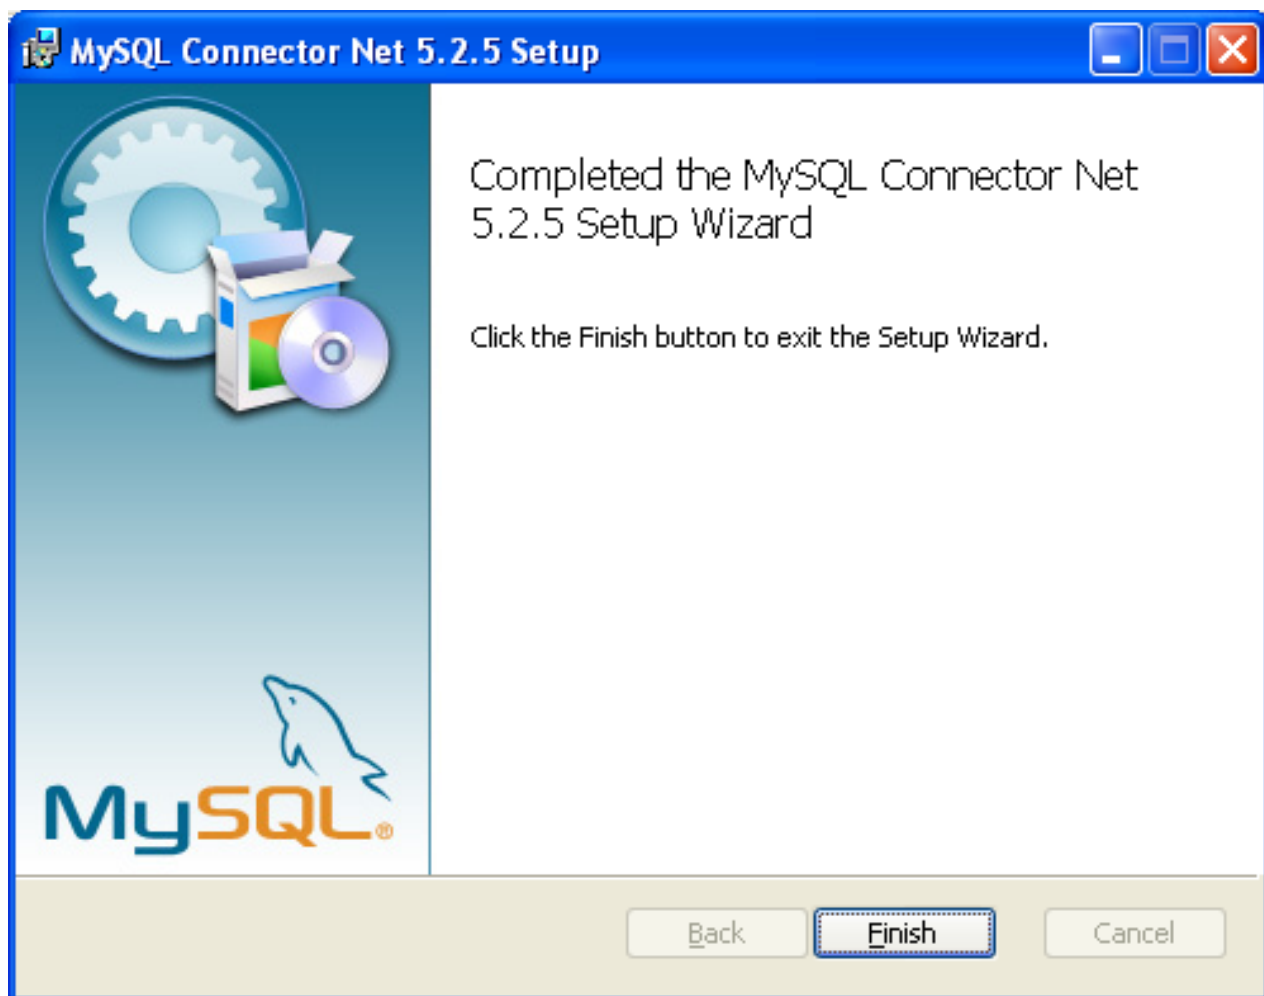 MySQL Connector Net 5.2.5 Setup
Completed the MySQL Connector Net
5.2.5 Setup Wizard
Click the Finish button to exit the Setup Wizard.
MySQL®
Back
Finish
Cancel